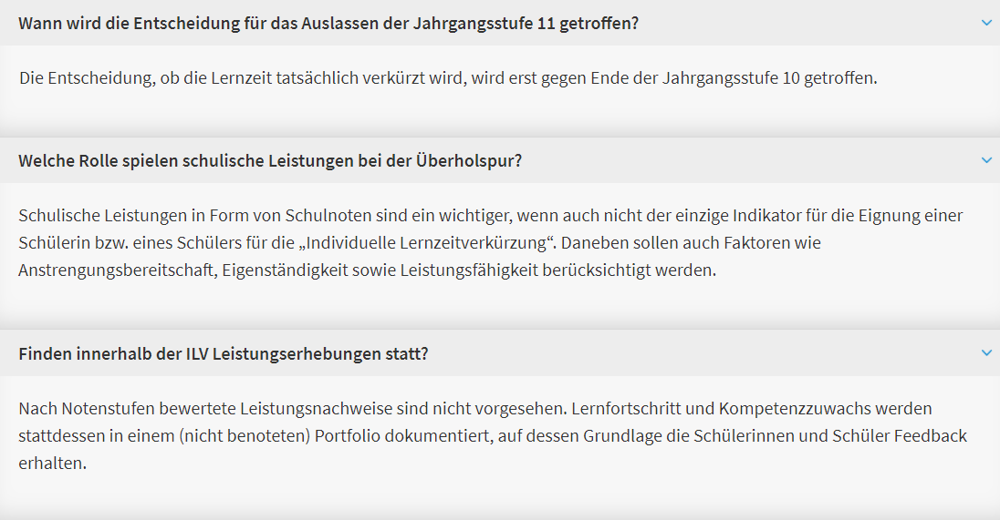 Wann wird die Entscheidung für das Auslassen der Jahrgangsstufe 11 getroffen?
Die Entscheidung, ob die Lernzeit tatsächlich verkürzt wird, wird erst gegen Ende der Jahrgangsstufe 10 getroffen.
Welche Rolle spielen schulische Leistungen bei der Überholspur?
Schulische Leistungen in Form von Schulnoten sind ein wichtiger, wenn auch nicht der einzige Indikator für die Eignung einer
Schülerin bzw. eines Schülers für die „Individuelle Lernzeitverkürzung“. Daneben sollen auch Faktoren wie
Anstrengungsbereitschaft, Eigenständigkeit sowie Leistungsfähigkeit berücksichtigt werden.
Finden innerhalb der ILV Leistungserhebungen statt?
Nach Notenstufen bewertete Leistungsnachweise sind nicht vorgesehen. Lernfortschritt und Kompetenzzuwachs werden
stattdessen in einem (nicht benoteten) Portfolio dokumentiert, auf dessen Grundlage die Schülerinnen und Schüler Feedback
erhalten.